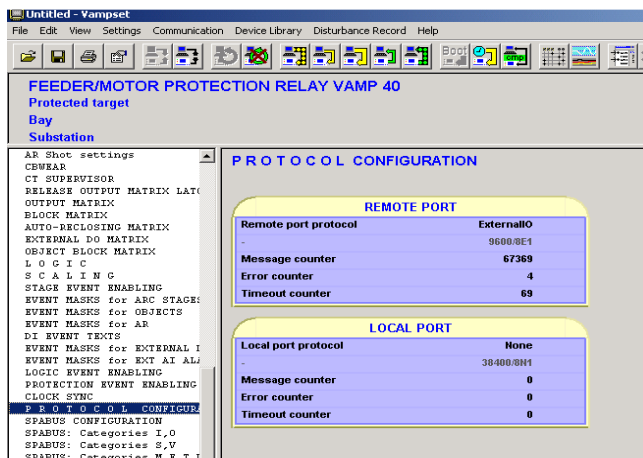 Untitled - Vampset
File Edit View Settings Communication Device Library Disturbance Record Help
Boot
cmp
FEEDER/MOTOR PROTECTION RELAY VAMP 40
Protected target
Bay
Substation
AR Shot settings
CBWEAR
CT SUPERVISOR
RELEASE OUTPUT MATRIX LATC
OUTPUT MATRIX
BLOCK MATRIX
AUTO-RECLOSING MATRIX
EXTERNAL DO MATRIX
OBJECT BLOCK MATRIX
L O G I C
S C A L I N G
STAGE EVENT ENABLING
EVENT MASKS for ARC STAGES
EVENT MASKS for OBJECTS
EVENT MASKS for AR
DI EVENT TEXTS
EVENT MASKS for EXTERNAL I
EVENT MASKS for EXT AI ALA
LOGIC EVENT ENABLING
PROTECTION EVENT ENABLING
CLOCK SYNC
P R O T O C O L CONFIGURA
SPABUS CONFIGURATION
SPABUS: Categories I,O
SPABUS: Categories S,V
P R O T O C O L CONFIGURATION
REMOTE PORT
Remote port protocol ExternalIO
- 9600/8E1
Message counter 67369
Error counter 4
Timeout counter 69
LOCAL PORT
Local port protocol None
- 38400/8N1
Message counter 0
Error counter 0
Timeout counter 0